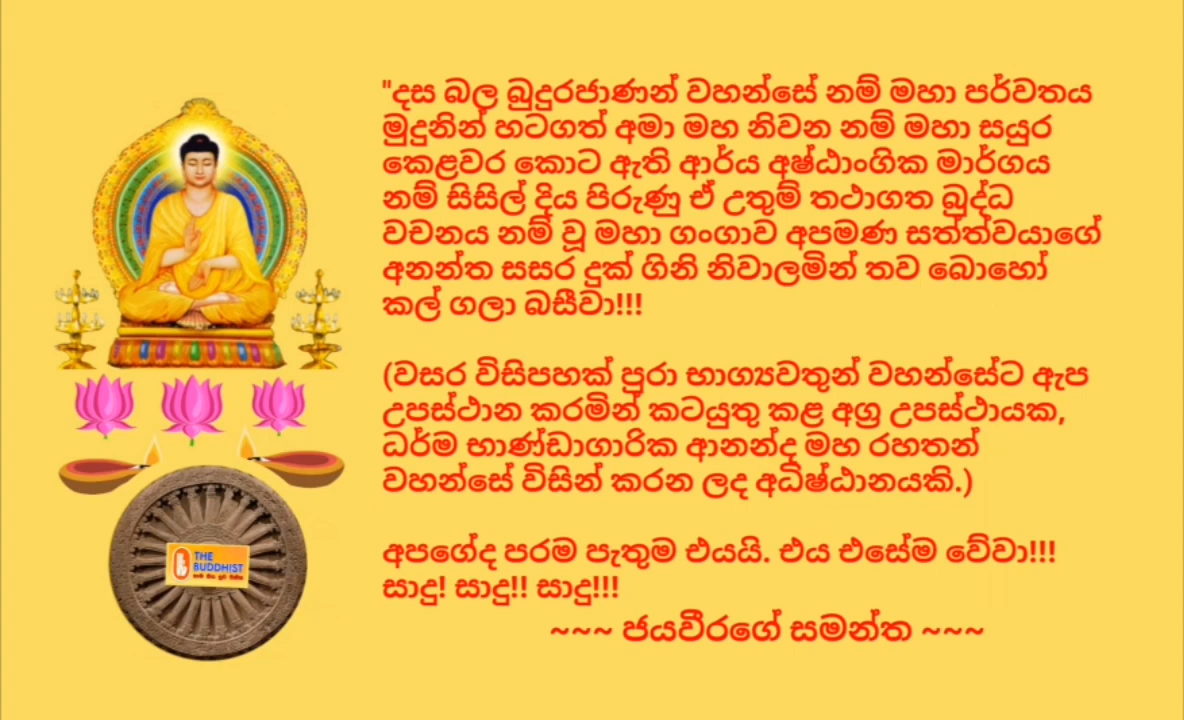 "දස බල බුදුරජාණන් වහන්සේ නම් මහා පර්වතය
මුදුනින් හටගත් අමා මහ නිවන නම් මහා සයුර
කෙළවර කොට ඇති ආර්ය අෂ්ඨාංගික මාර්ගය
නම් සිසිල් දිය පිරුණු ඒ උතුම් තථාගත බුද්ධ
වචනය නම් වූ මහා ගංගාව අපමණ සත්ත්වයාගේ
අනන්ත සසර දුක් ගිනි නිවාලමින් තව බොහෝ
කල් ගලා බසීවා!!!
(වසර විසිපහක් පුරා භාග්‍යවතුන් වහන්සේට ඇප
උපස්ථාන කරමින් කටයුතු කළ අග්‍ර උපස්ථායක,
ධර්ම භාණ්ඩාගාරික ආනන්ද මහ රහතන්
වහන්සේ විසින් කරන ලද අධිෂ්ඨානයකි.)
අපගේද පරම පැතුම එයයි. එය එසේම වේවා!!!
සාදු! සාදු!! සාදු!!!
~~~ ජයවීරගේ සමන්ත ~~~
THE
BUDDHIST